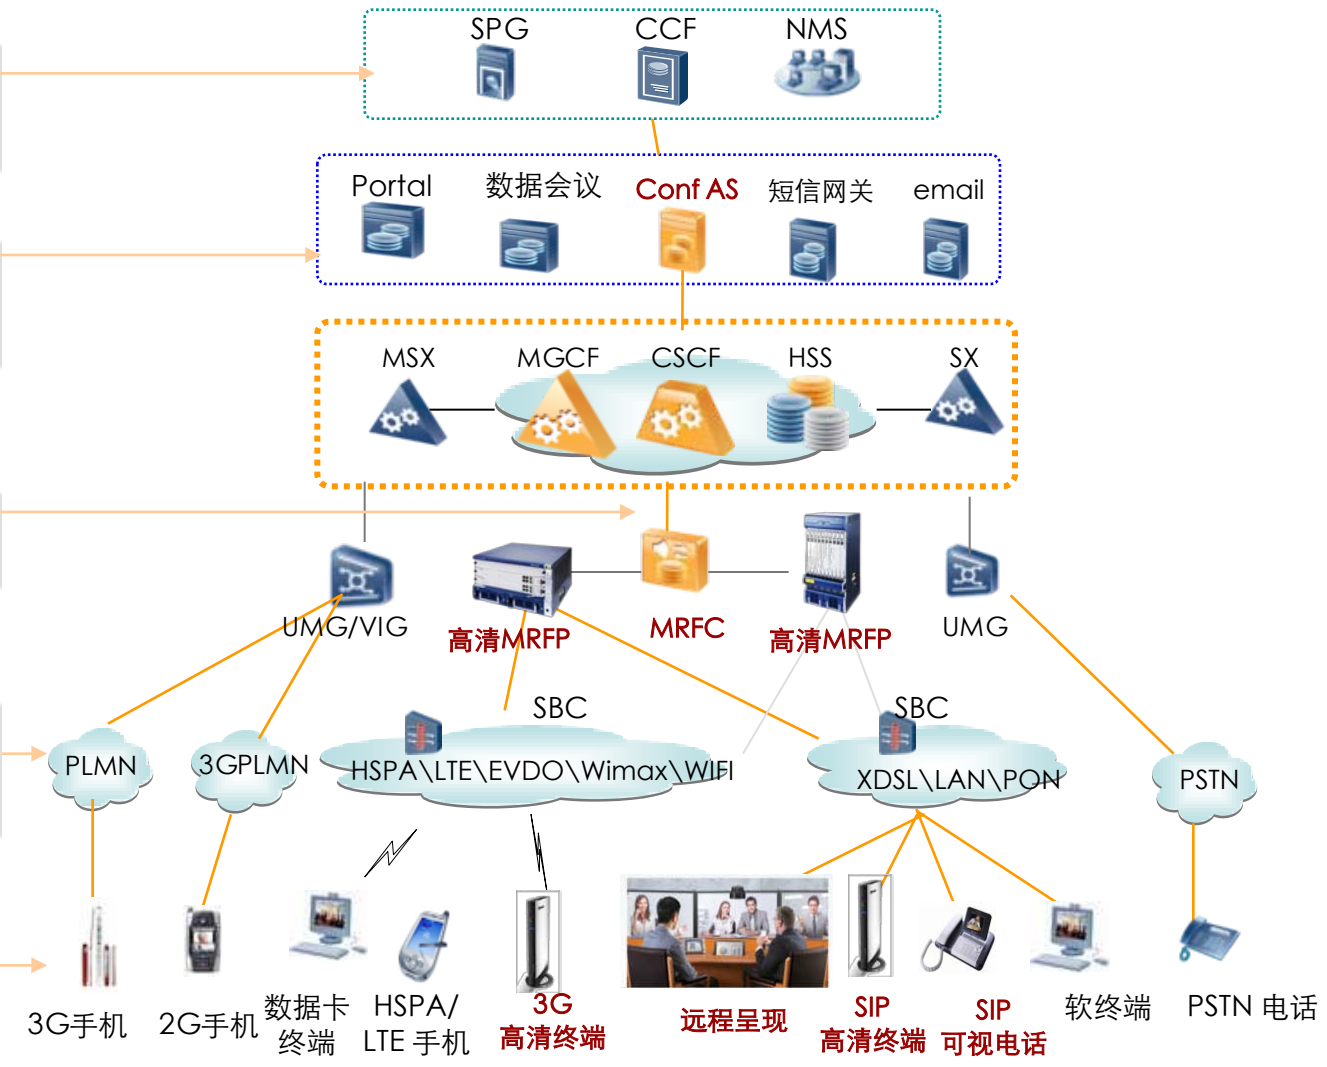 SPG
CCF
NMS
Portal
数据会议
Conf AS
短信网关
email
MSX
MGCF
CSCF
HSS
SX
UMG/VIG
高清MRFP
MRFC
高清MRFP
UMG
SBC
SBC
PLMN
3GPLMN
HSPA\LTE\EVDO\Wimax\WIFI
XDSL\LAN\PON
PSTN
3G手机
2G手机
数据卡
终端
HSPA/
LTE 手机
3G
高清终端
远程呈现
SIP
高清终端
SIP
可视电话
软终端
PSTN 电话